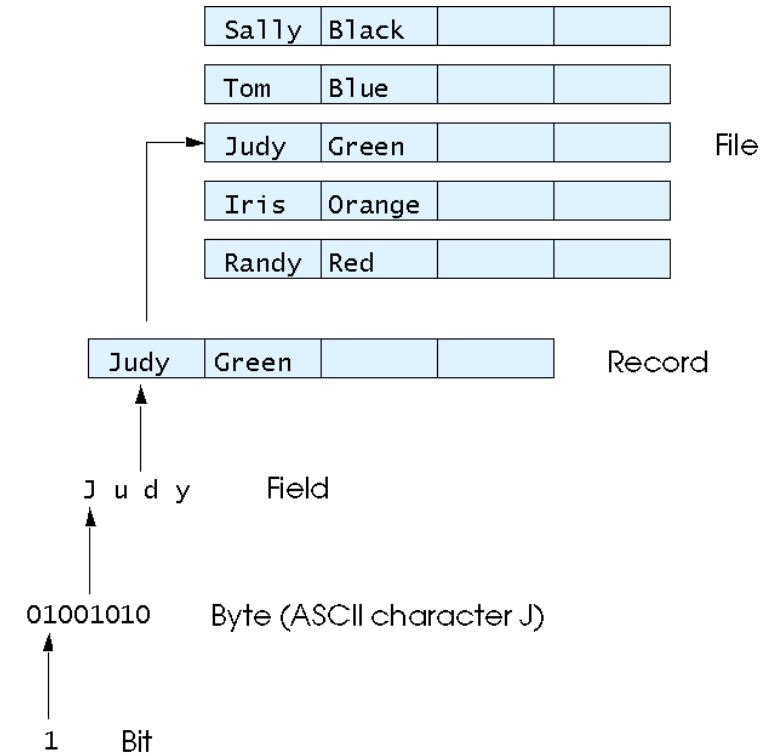 Sally Black
Tom Blue
Judy Green File
Iris Orange
Randy Red
Judy Green Record
J u d y Field
01001010 Byte (ASCII character J)
1 Bit